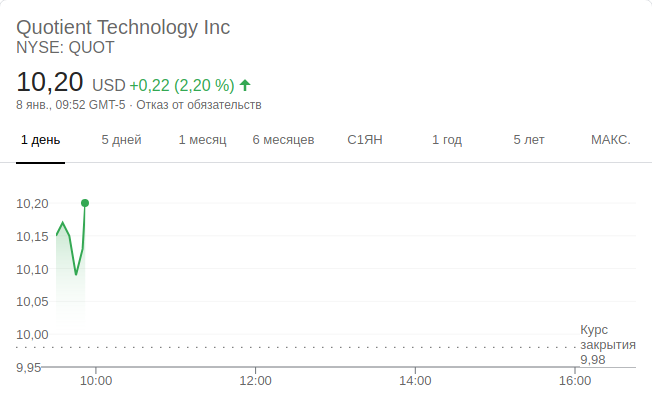 Quotient Technology Inc
NYSE: QUOT
10,20 USD +0,22 (2,20 %)
8 янв., 09:52 GMT-5 · Отказ от обязательств
1 день 5 дней 1 месяц 6 месяцев С1ЯН 1 год 5 лет МАКС.
10,20
10,15
10,10
10,05
10,00
Курс
закрытия
9,98
9,95
10:00 12:00 14:00 16:00